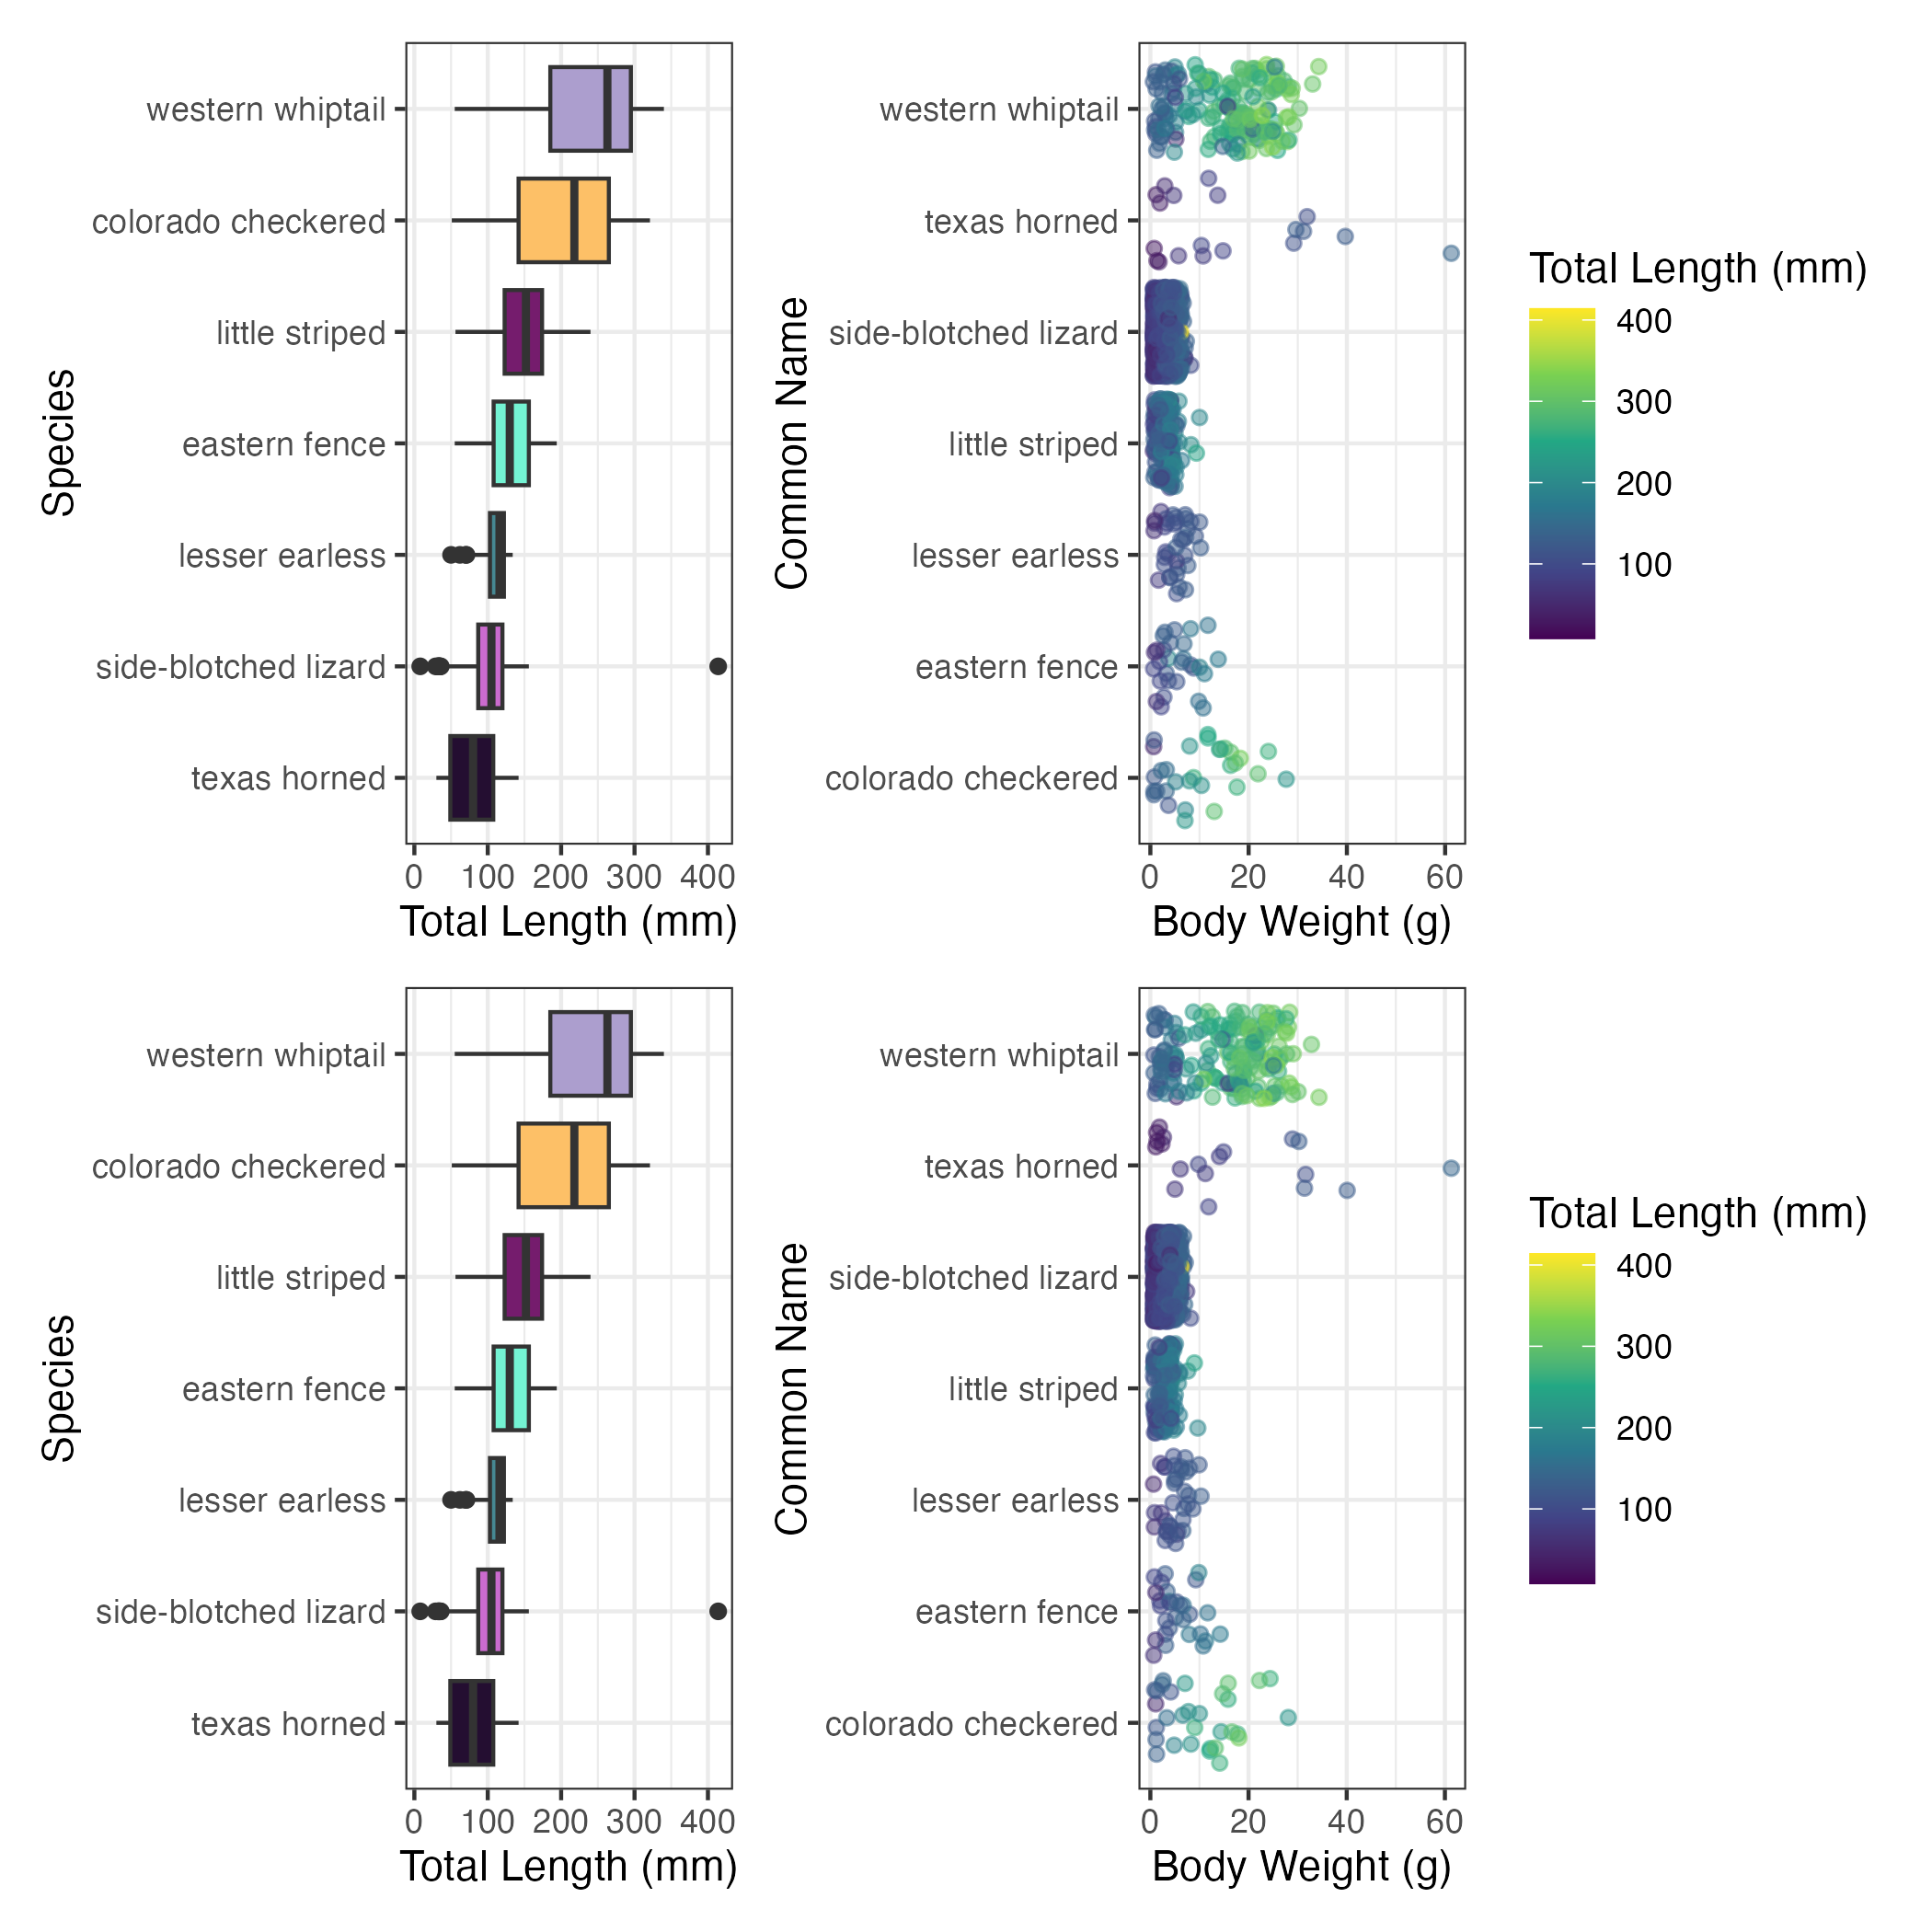 Species
western whiptail
colorado checkered
little striped
eastern fence
lesser earless
side-blotched lizard
texas horned
0 100 200 300 400
Total Length (mm)
Common Name
western whiptail
texas horned
side-blotched lizard
little striped
lesser earless
eastern fence
colorado checkered
0 20 40 60
Body Weight (g)
Total Length (mm)
400
300
200
100
Species
western whiptail
colorado checkered
little striped
eastern fence
lesser earless
side-blotched lizard
texas horned
0 100 200 300 400
Total Length (mm)
Common Name
western whiptail
texas horned
side-blotched lizard
little striped
lesser earless
eastern fence
colorado checkered
0 20 40 60
Body Weight (g)
Total Length (mm)
400
300
200
100